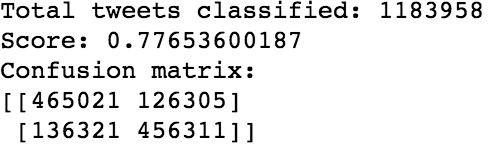 Total tweets classified: 1183958
Score: 0.77653600187
Confusion matrix:
[[465021 126305]
 [136321 456311]]